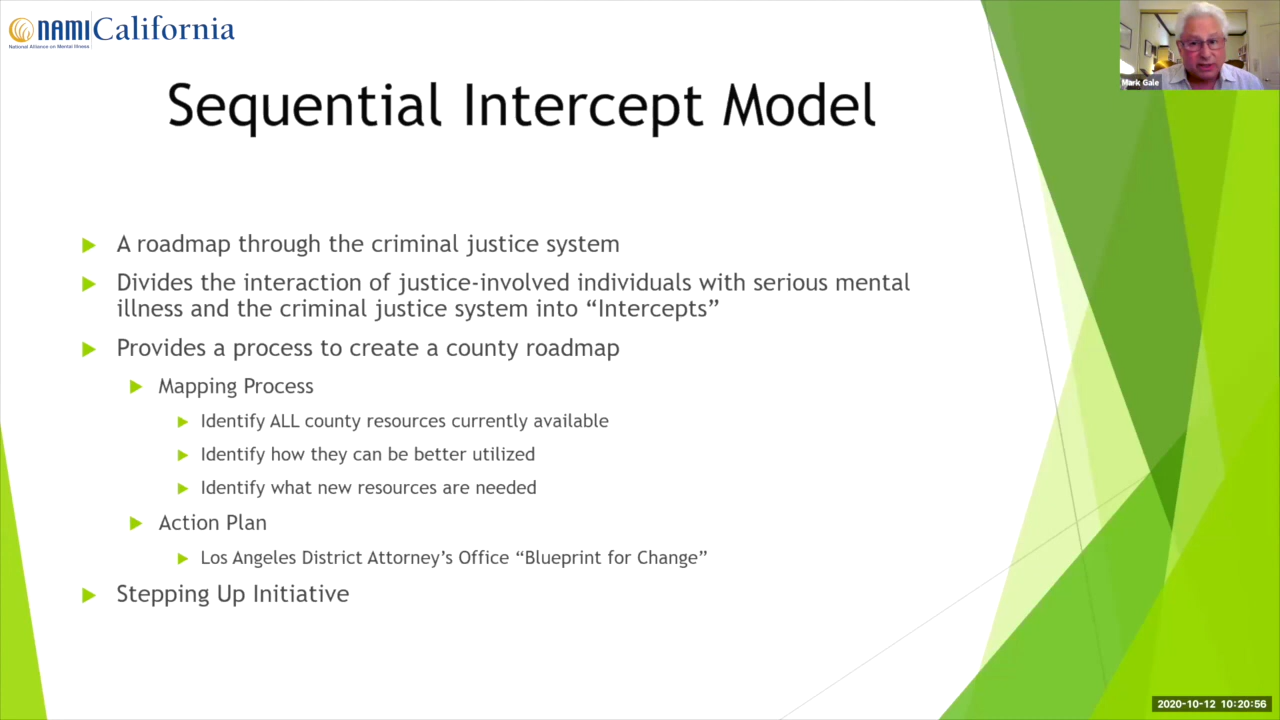 NAMI California
National Alliance on Mental Illness
Mark Gale
Sequential Intercept Model
A roadmap through the criminal justice system
Divides the interaction of justice-involved individuals with serious mental
illness and the criminal justice system into “Intercepts”
Provides a process to create a county roadmap
Mapping Process
Identify ALL county resources currently available
Identify how they can be better utilized
Identify what new resources are needed
Action Plan
Los Angeles District Attorney’s Office “Blueprint for Change”
Stepping Up Initiative
2020-10-12 10:20:56